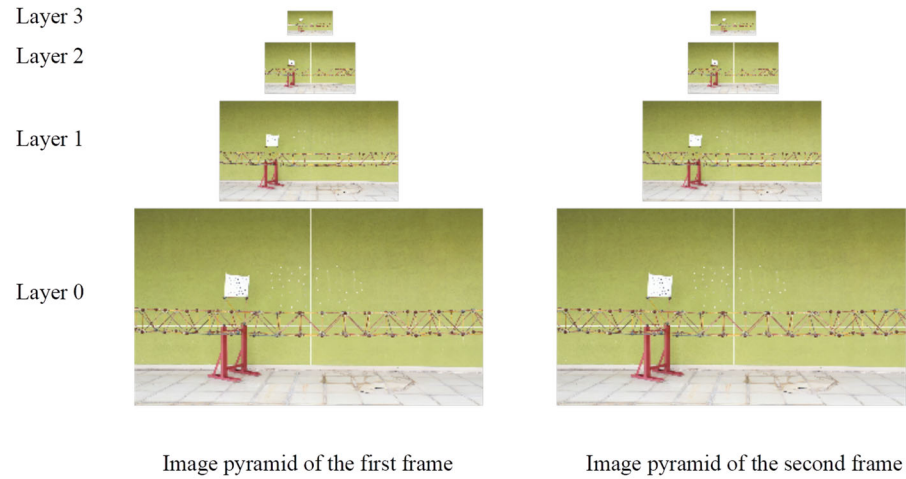 Layer 3
Layer 2
Layer 1
Layer 0
Image pyramid of the first frame
Image pyramid of the second frame